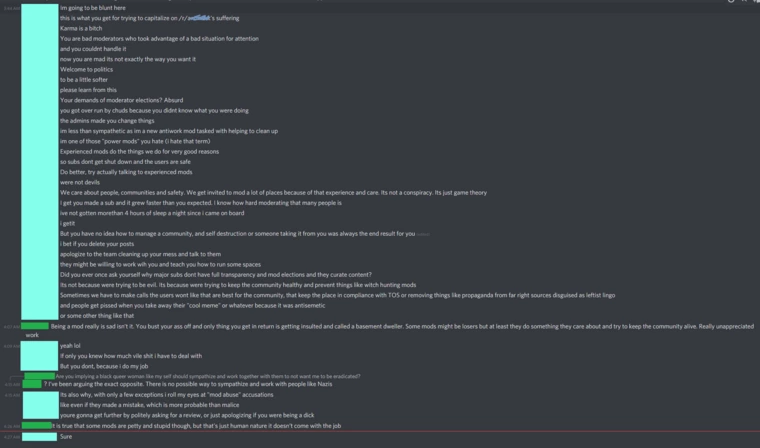 Im going to be blunt here
this is what you get for trying to capitalize on /r/ 's suffering
Karma is a bitch
You are bad moderators who took advantage of a bad situation for attention
and you couldnt handle it
now you are mad its not exactly the way you want it
Welcome to politics
to be a little softer
please learn from this
Your demands of moderator elections? Absurd
you got over run by chuds because you didnt know what you were doing
the admins made you change things
im less than sympathetic as im a new antiwork mod tasked with helping to clean up
im one of those "power mods" you hate (i hate that term)
Experienced mods do the things we do for very good reasons
so subs dont get shut down and the users are safe
Do better, try actually talking to experienced mods
were not devils
We care about people, communities and safety. We get invited to mod a lot of places because of that experience and care. Its not a conspiracy. Its just game theory
I get you made a sub and it grew faster than you expected. i know how hard moderating that many people is
ive not gotten morethan 4 hours of sleep a night since i came on board
i getit
But you have no idea how to manage a community, and self destruction or someone taking it from you was always the end result for you
i bet if you delete your posts
apologize to the team cleaning up your mess and talk to them
they might be willing to work wih you and teach you how to run some spaces
Did you ever once ask yourself why major subs dont have full transparency and mod elections and they curate content?
Its not because were trying to be evil. Its because were trying to keep the community healthy and prevent things like witch hunting mods
Sometimes we have to make calls the users wont like that are best for the community, that keep the place in compliance with TOS or removing things like propaganda from far right sources disguised as leftist lingo
and people get pissed when you take away their "cool meme" or whatever because it was antisemetic
or some other thing like that
Being a mod really is sad isn't it. You bust your ass off and only thing you get in return is getting insulted and called a basement dweller. Some mods might be losers but at least they do something they care about and try to keep the community alive. Really unappreciated
work
yeah lol
If only you knew how much vile shit i have to deal with
But you dont, because i do my job
Are you implying a black queer woman like my self should sympathize and work together with them to not want me to be eradicated?
? I've been arguing the exact opposite. There is no possible way to sympathize and work with people like Nazis
Its also why, with only a few exceptions i roll my eyes at "mod abuse" accusations
like even if they made a mistake, which is more probable than malice
youre gonna get further by politely asking for a review, or just apologizing if you were being a dick
It is true that some mods are petty and stupid though, but that's just human nature it doesn't come with the job
Sure